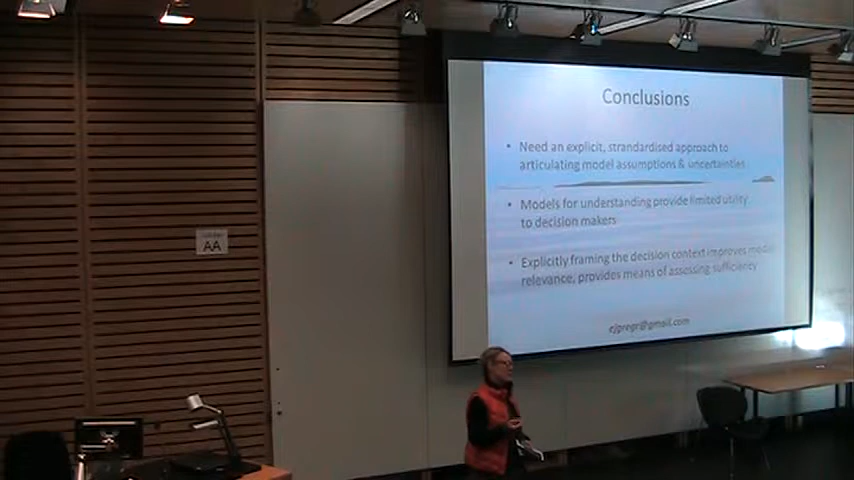 Conclusions
• Need an explicit, strandardised approach to
articulating model assumptions & uncertainties
• Models for understanding provide limited utility
to decision makers
• Explicitly framing the decision context improves model
relevance, provides means of assessing sufficiency
ejpregr@gmail.com
AA